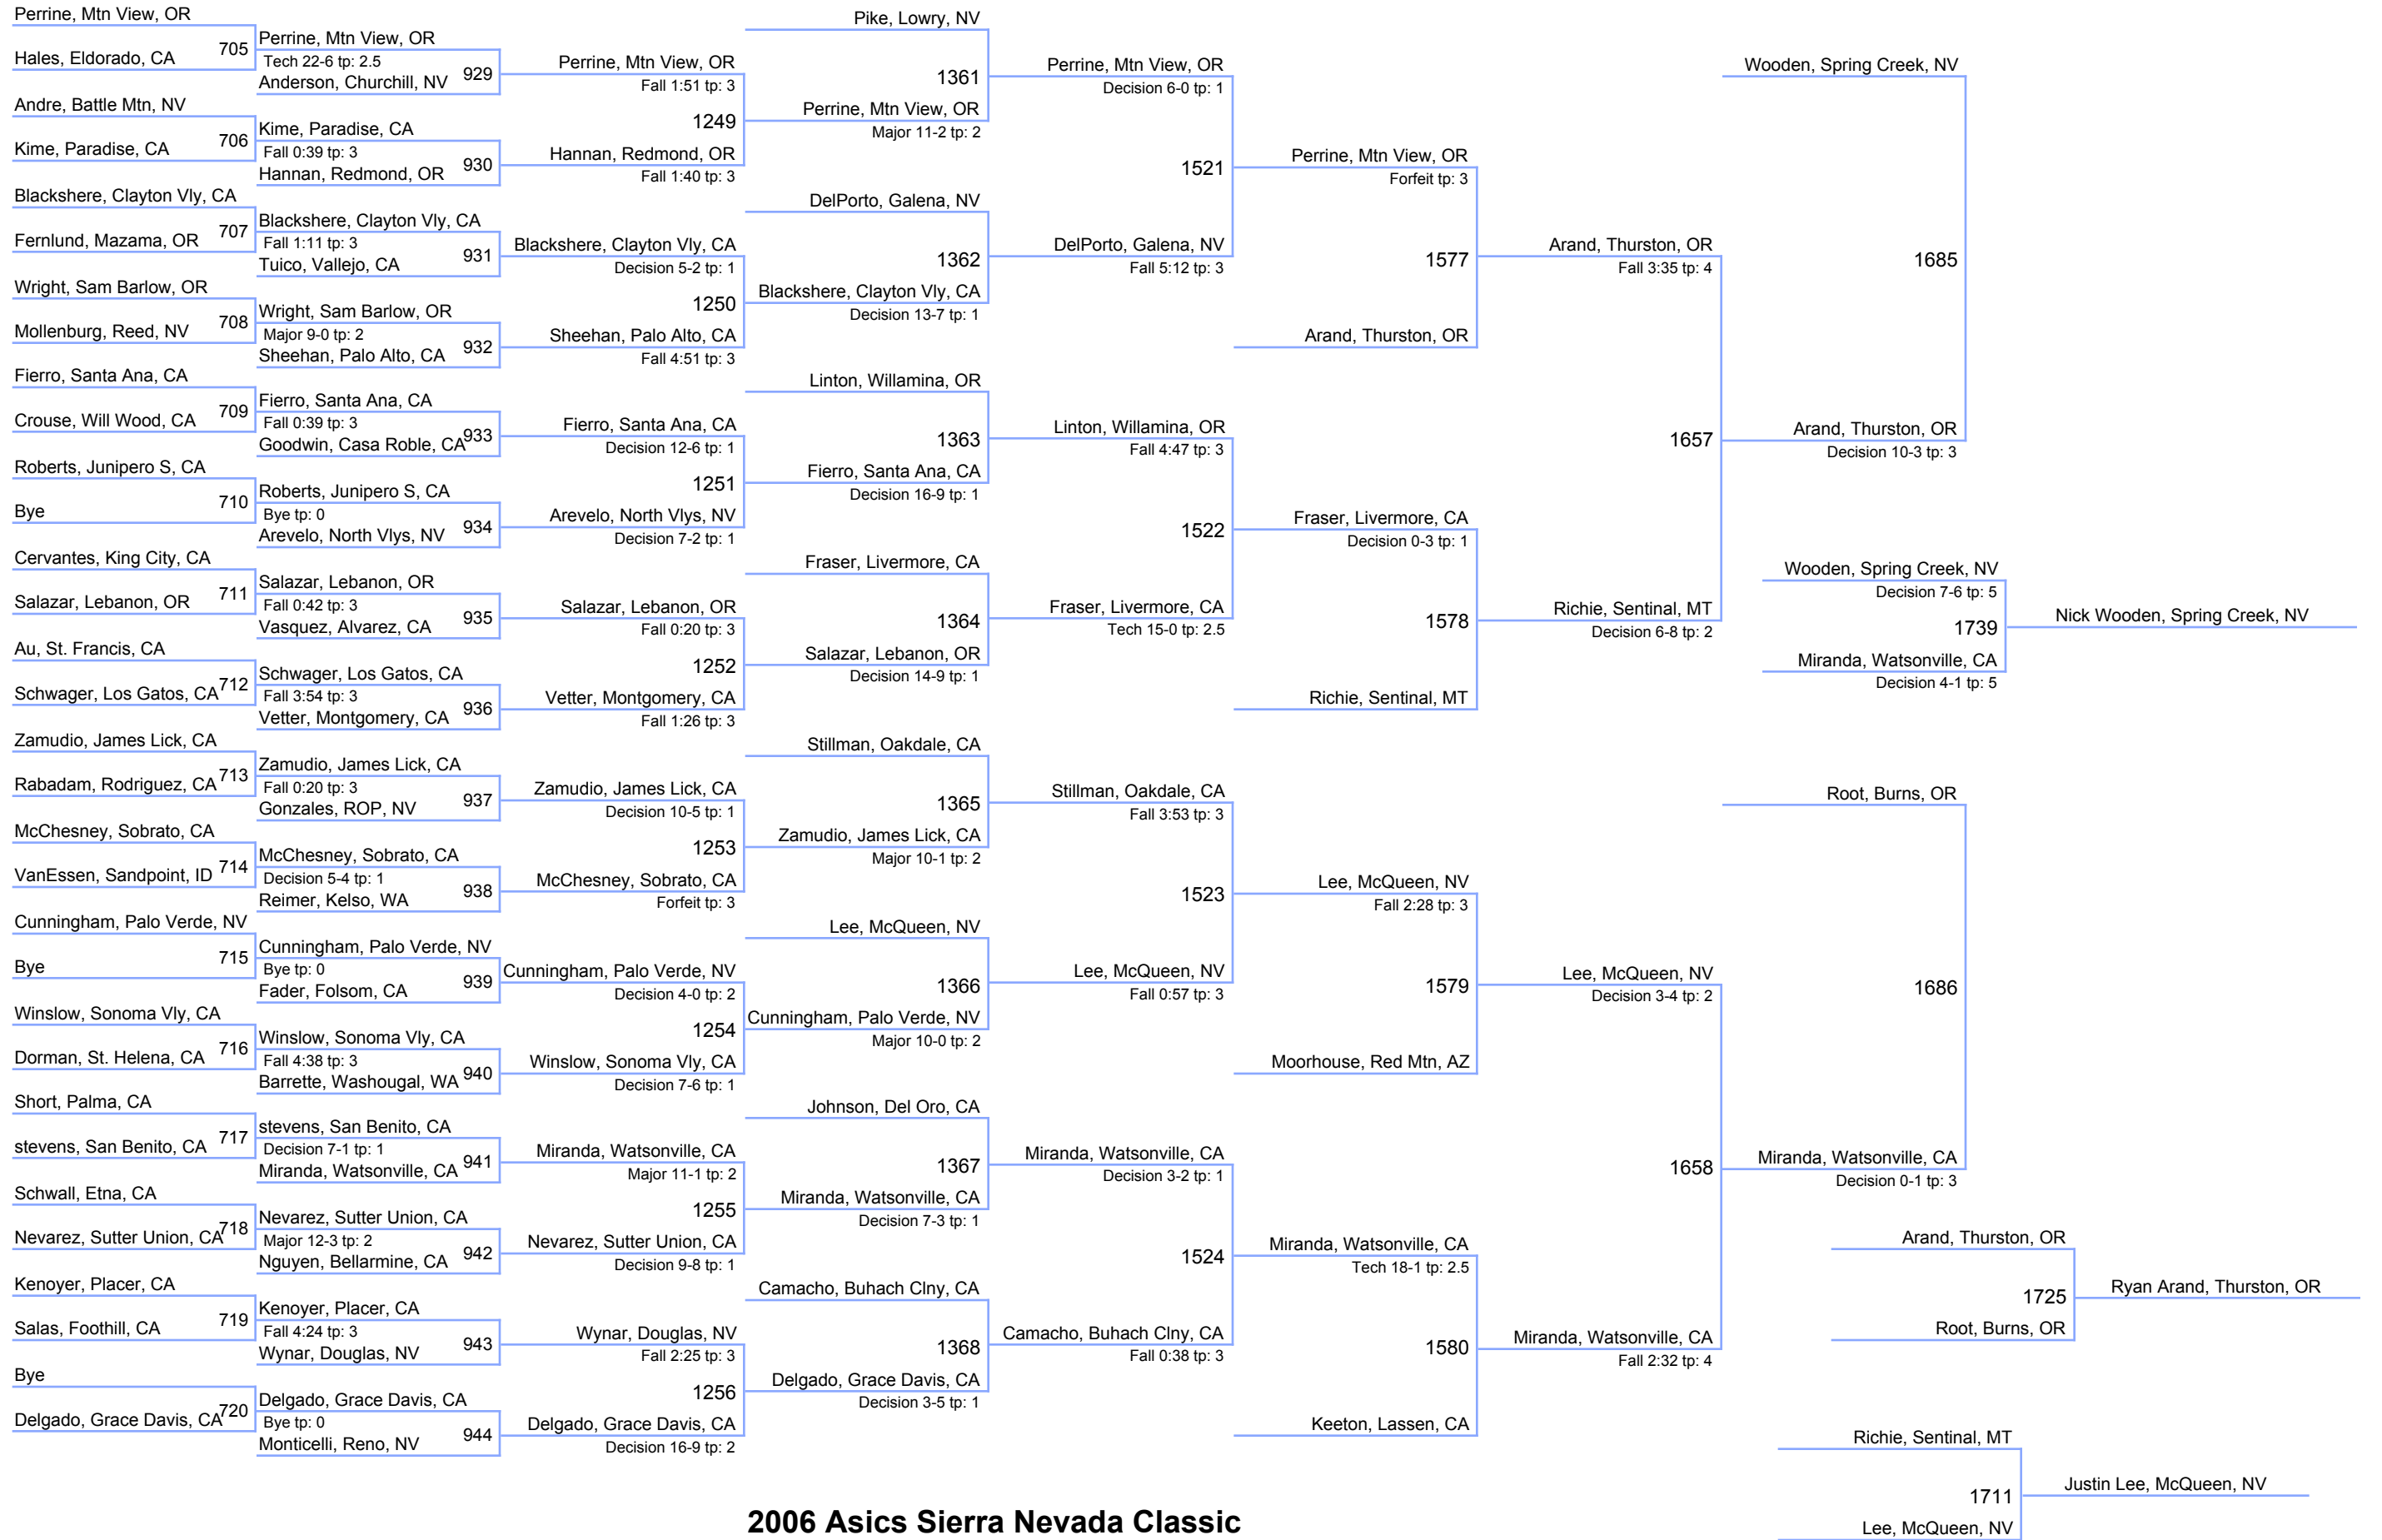 Perrine, Mtn View, OR
705
Hales, Eldorado, CA
Andre, Battle Mtn, NV
706
Kime, Paradise, CA
Blackshere, Clayton Vly, CA
707
Fernlund, Mazama, OR
Wright, Sam Barlow, OR
708
Mollenburg, Reed, NV
Fierro, Santa Ana, CA
709
Crouse, Will Wood, CA
Roberts, Junipero S, CA
710
Bye
Cervantes, King City, CA
711
Salazar, Lebanon, OR
Au, St. Francis, CA
712
Schwager, Los Gatos, CA
Zamudio, James Lick, CA
713
Rabadam, Rodriguez, CA
McChesney, Sobrato, CA
714
VanEssen, Sandpoint, ID
Cunningham, Palo Verde, NV
715
Bye
Winslow, Sonoma Vly, CA
716
Dorman, St. Helena, CA
Short, Palma, CA
717
stevens, San Benito, CA
Schwall, Etna, CA
718
Nevarez, Sutter Union, CA
Kenoyer, Placer, CA
719
Salas, Foothill, CA
Bye
720
Delgado, Grace Davis, CA
Perrine, Mtn View, OR
Tech 22-6 tp: 2.5
929
Anderson, Churchill, NV
Kime, Paradise, CA
Fall 0:39 tp: 3
930
Hannan, Redmond, OR
Blackshere, Clayton Vly, CA
Fall 1:11 tp: 3
931
Tuico, Vallejo, CA
Wright, Sam Barlow, OR
Major 9-0 tp: 2
932
Sheehan, Palo Alto, CA
Fierro, Santa Ana, CA
Fall 0:39 tp: 3
933
Goodwin, Casa Roble, CA
Roberts, Junipero S, CA
Bye tp: 0
934
Arevelo, North Vlys, NV
Salazar, Lebanon, OR
Fall 0:42 tp: 3
935
Vasquez, Alvarez, CA
Schwager, Los Gatos, CA
Fall 3:54 tp: 3
936
Vetter, Montgomery, CA
Zamudio, James Lick, CA
Fall 0:20 tp: 3
937
Gonzales, ROP, NV
McChesney, Sobrato, CA
Decision 5-4 tp: 1
938
Reimer, Kelso, WA
Cunningham, Palo Verde, NV
Bye tp: 0
939
Fader, Folsom, CA
Winslow, Sonoma Vly, CA
Fall 4:38 tp: 3
940
Barrette, Washougal, WA
stevens, San Benito, CA
Decision 7-1 tp: 1
941
Miranda, Watsonville, CA
Nevarez, Sutter Union, CA
Major 12-3 tp: 2
942
Nguyen, Bellarmine, CA
Kenoyer, Placer, CA
Fall 4:24 tp: 3
943
Wynar, Douglas, NV
Delgado, Grace Davis, CA
Bye tp: 0
944
Monticelli, Reno, NV
Perrine, Mtn View, OR
Fall 1:51 tp: 3
1249
Hannan, Redmond, OR
Fall 1:40 tp: 3
Blackshere, Clayton Vly, CA
Decision 5-2 tp: 1
1250
Sheehan, Palo Alto, CA
Fall 4:51 tp: 3
Fierro, Santa Ana, CA
Decision 12-6 tp: 1
1251
Arevelo, North Vlys, NV
Decision 7-2 tp: 1
Salazar, Lebanon, OR
Fall 0:20 tp: 3
1252
Vetter, Montgomery, CA
Fall 1:26 tp: 3
Zamudio, James Lick, CA
Decision 10-5 tp: 1
1253
McChesney, Sobrato, CA
Forfeit tp: 3
Cunningham, Palo Verde, NV
Decision 4-0 tp: 2
1254
Winslow, Sonoma Vly, CA
Decision 7-6 tp: 1
Miranda, Watsonville, CA
Major 11-1 tp: 2
1255
Nevarez, Sutter Union, CA
Decision 9-8 tp: 1
Wynar, Douglas, NV
Fall 2:25 tp: 3
1256
Delgado, Grace Davis, CA
Decision 16-9 tp: 2
Pike, Lowry, NV
1361
Perrine, Mtn View, OR
Major 11-2 tp: 2
DelPorto, Galena, NV
1362
Blackshere, Clayton Vly, CA
Decision 13-7 tp: 1
Linton, Willamina, OR
1363
Fierro, Santa Ana, CA
Decision 16-9 tp: 1
Fraser, Livermore, CA
1364
Salazar, Lebanon, OR
Decision 14-9 tp: 1
Stillman, Oakdale, CA
1365
Zamudio, James Lick, CA
Major 10-1 tp: 2
Lee, McQueen, NV
1366
Cunningham, Palo Verde, NV
Major 10-0 tp: 2
Johnson, Del Oro, CA
1367
Miranda, Watsonville, CA
Decision 7-3 tp: 1
Camacho, Buhach Clny, CA
1368
Delgado, Grace Davis, CA
Decision 3-5 tp: 1
Perrine, Mtn View, OR
Decision 6-0 tp: 1
1521
DelPorto, Galena, NV
Fall 5:12 tp: 3
Linton, Willamina, OR
Fall 4:47 tp: 3
1522
Fraser, Livermore, CA
Tech 15-0 tp: 2.5
Stillman, Oakdale, CA
Fall 3:53 tp: 3
1523
Lee, McQueen, NV
Fall 0:57 tp: 3
Miranda, Watsonville, CA
Decision 3-2 tp: 1
1524
Camacho, Buhach Clny, CA
Fall 0:38 tp: 3
Perrine, Mtn View, OR
Forfeit tp: 3
1577
Arand, Thurston, OR
Fraser, Livermore, CA
Decision 0-3 tp: 1
1578
Richie, Sentinal, MT
Lee, McQueen, NV
Fall 2:28 tp: 3
1579
Moorhouse, Red Mtn, AZ
Miranda, Watsonville, CA
Tech 18-1 tp: 2.5
1580
Keeton, Lassen, CA
Arand, Thurston, OR
Fall 3:35 tp: 4
1657
Richie, Sentinal, MT
Decision 6-8 tp: 2
Lee, McQueen, NV
Decision 3-4 tp: 2
1658
Miranda, Watsonville, CA
Fall 2:32 tp: 4
Wooden, Spring Creek, NV
1685
Arand, Thurston, OR
Decision 10-3 tp: 3
Root, Burns, OR
1686
Miranda, Watsonville, CA
Decision 0-1 tp: 3
Wooden, Spring Creek, NV
Decision 7-6 tp: 5
1739
Miranda, Watsonville, CA
Decision 4-1 tp: 5
Nick Wooden, Spring Creek, NV
Arand, Thurston, OR
1725
Root, Burns, OR
Ryan Arand, Thurston, OR
Richie, Sentinal, MT
1711
Lee, McQueen, NV
Justin Lee, McQueen, NV
2006 Asics Sierra Nevada Classic